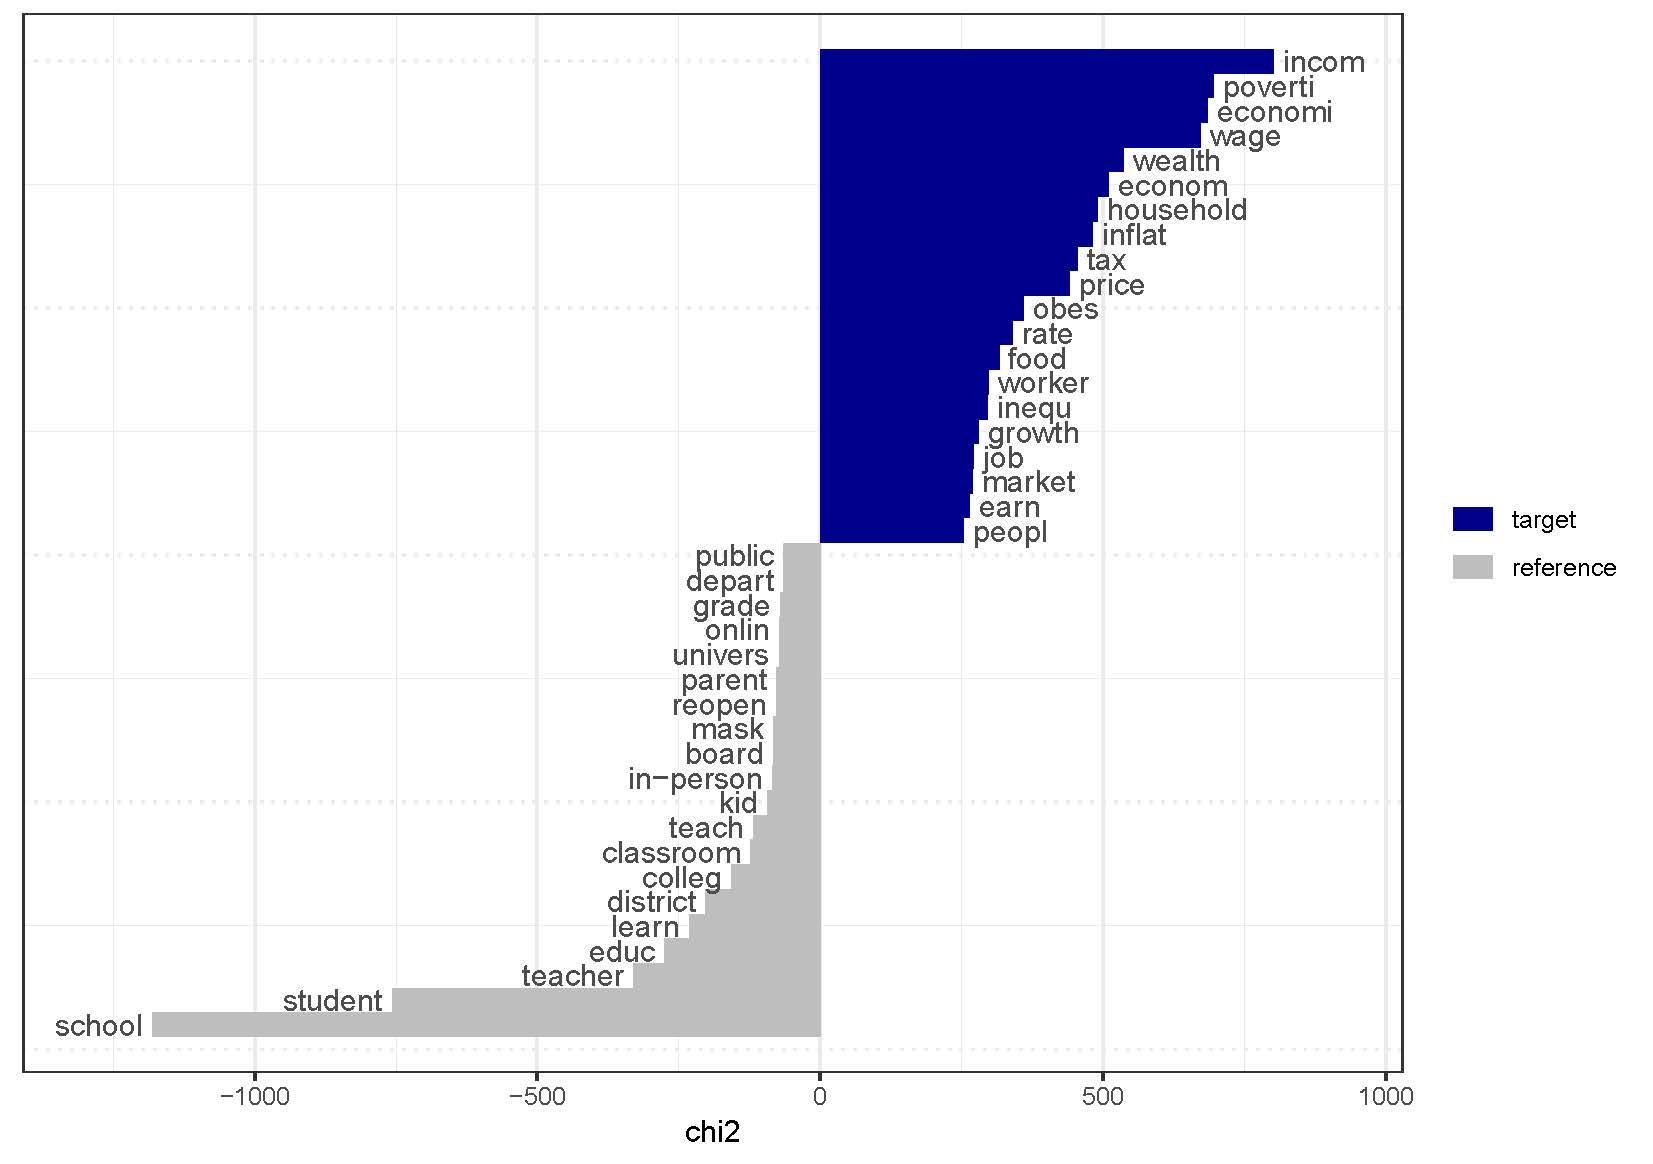 incom
poverti
economi
wage
wealth
econom
household
inflat
tax
price
obes
rate
food
worker
inequ
growth
job
market
earn
peopl
public
depart
grade
onlin
univers
parent
reopen
mask
board
in−person
kid
teach
classroom
colleg
district
learn
educ
teacher
student
school
−1000 −500 0 500 1000
chi2
target
reference